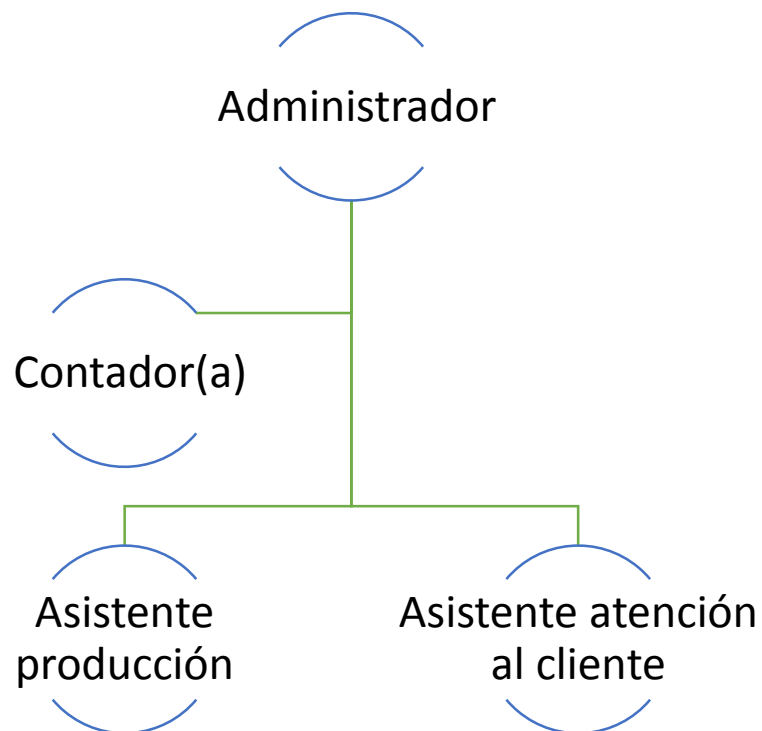 Administrador
Contador(a)
Asistente
producción
Asistente atención
al cliente